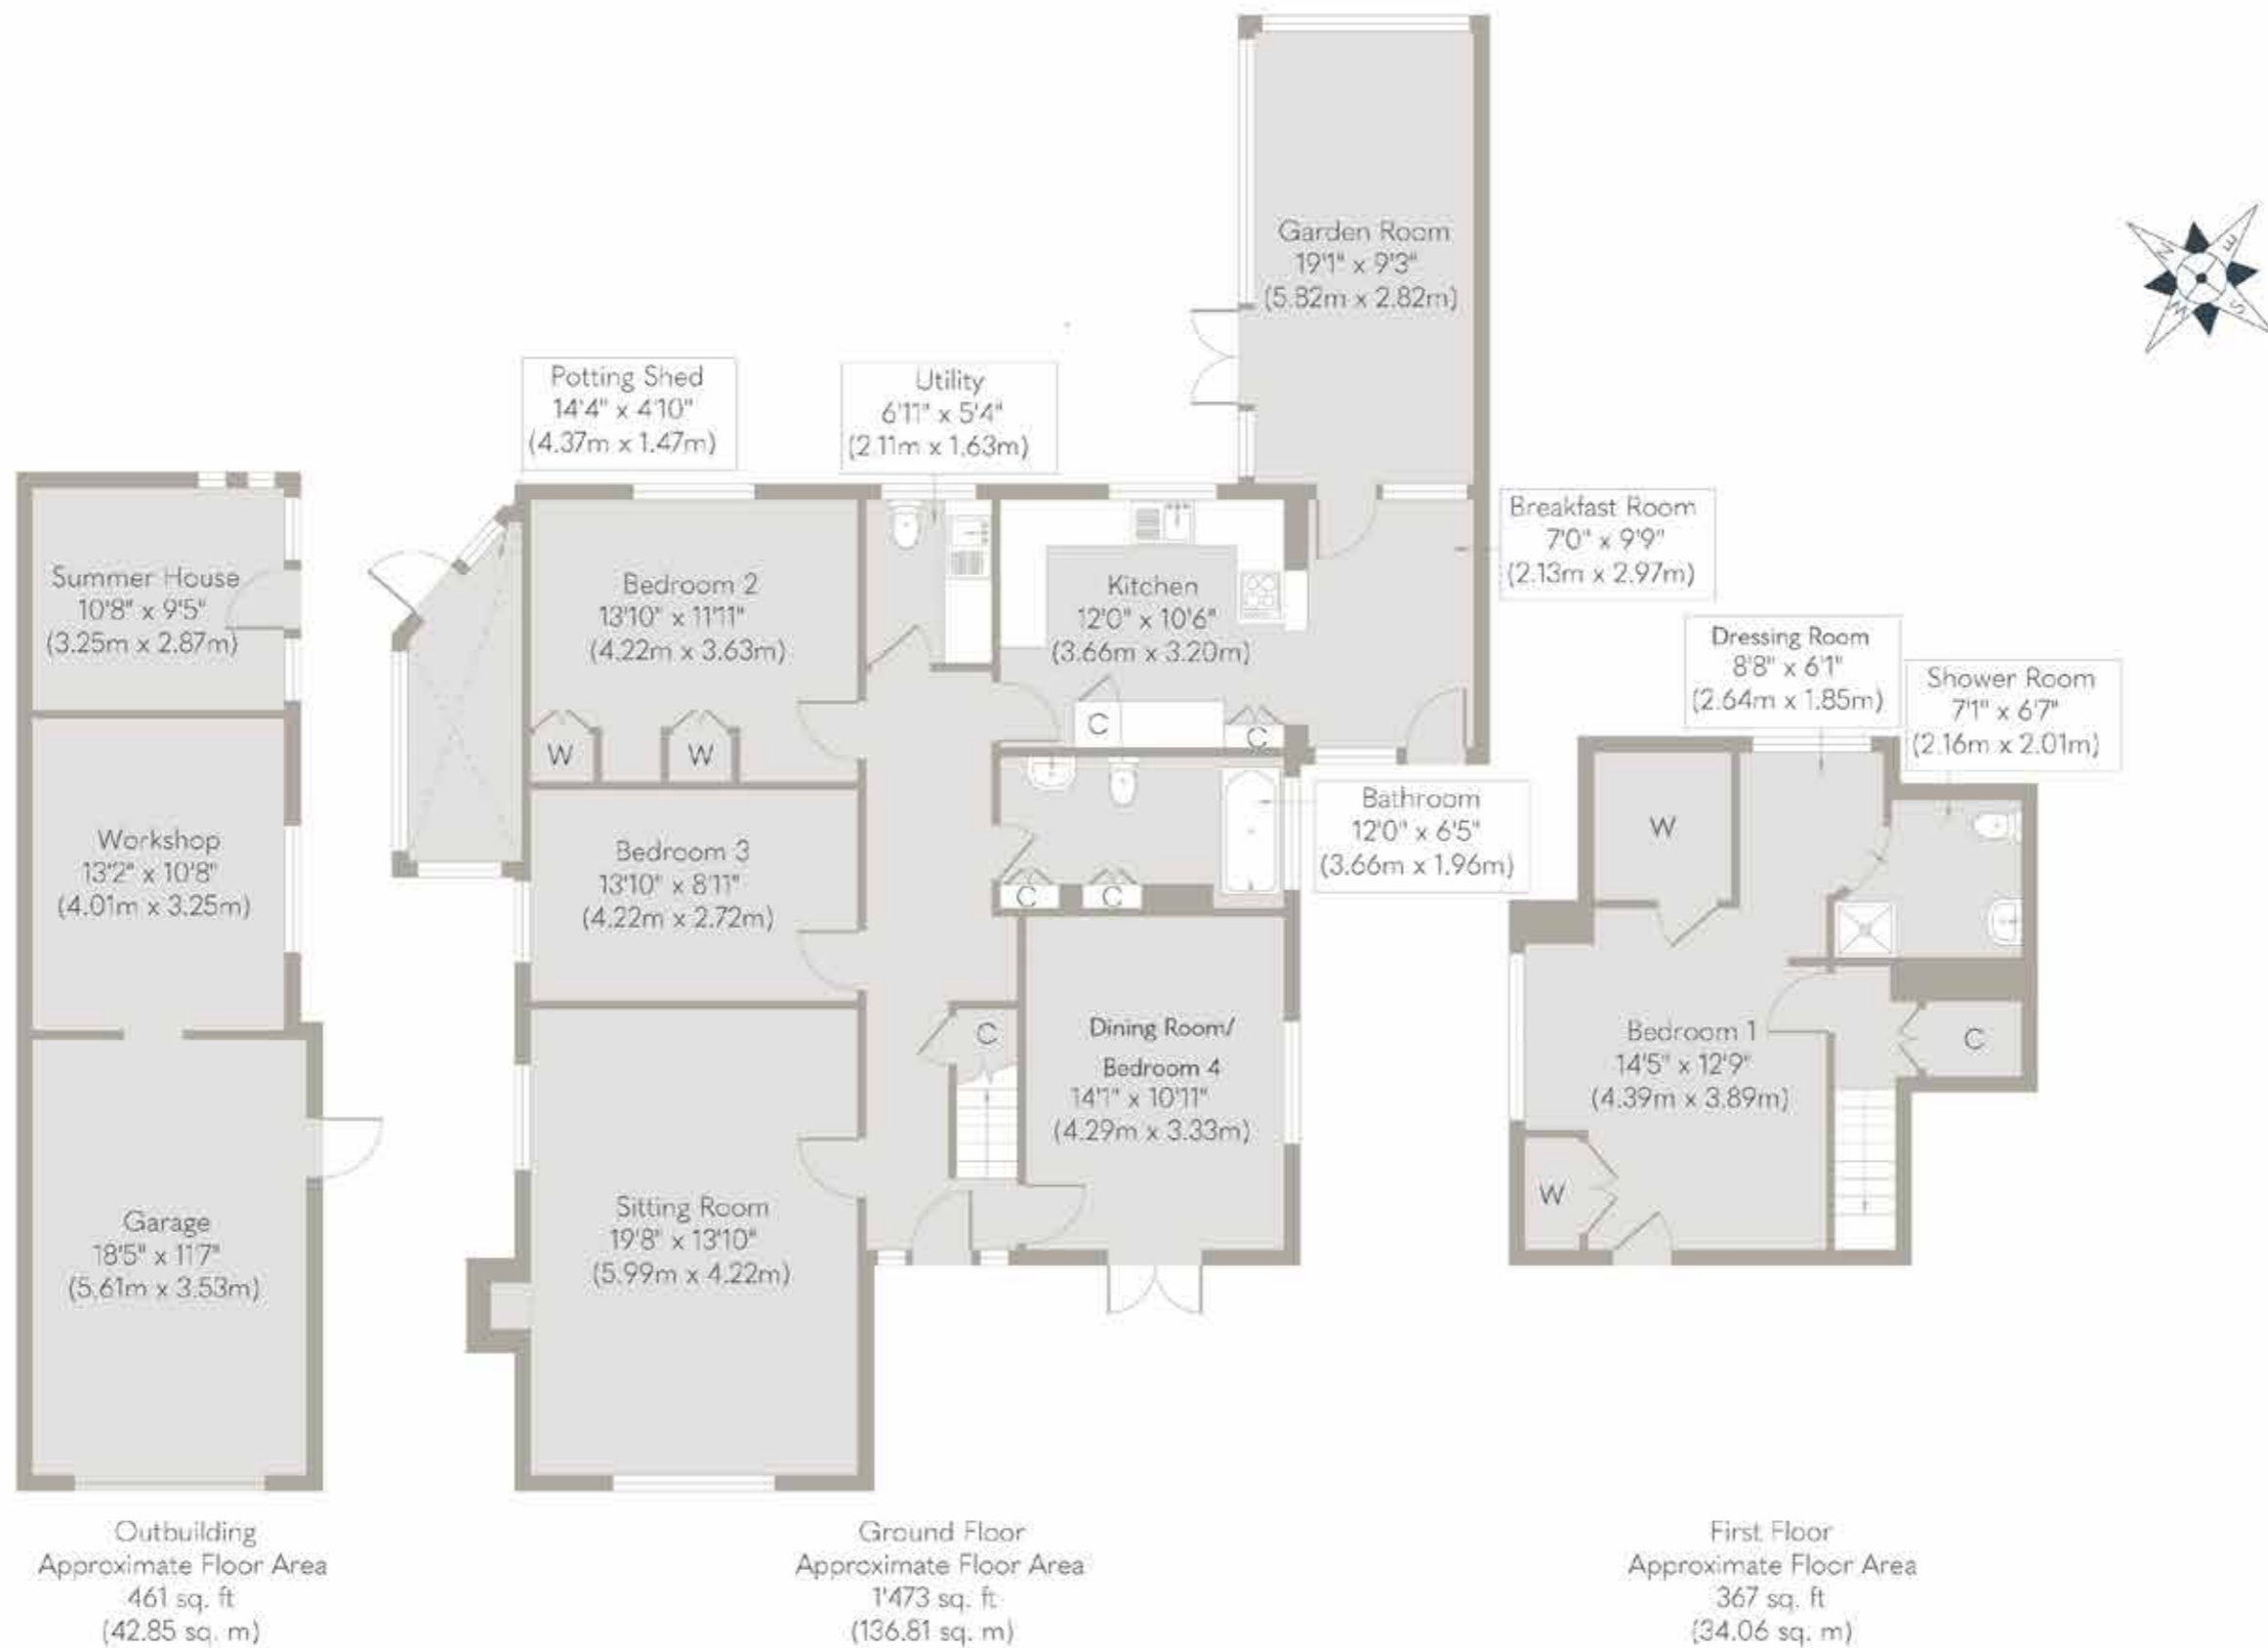 Garden Room
19'1" x 9'3"
(5.82m x 2.82m)
N
E
S
W
Potting Shed
14'4" x 4'10"
(4.37m x 1.47m)
Utility
6'11" x 5'4"
(2.11m x 1.63m)
Breakfast Room
7'0" x 9'9"
(2.13m x 2.97m)
Summer House
10'8" x 9'5"
(3.25m x 2.87m)
Bedroom 2
13'10" x 11'11"
(4.22m x 3.63m)
W
W
Kitchen
12'0" x 10'6"
(3.66m x 3.20m)
C
C
Dressing Room
8'8" x 6'1"
(2.64m x 1.85m)
Shower Room
7'1" x 6'7"
(2.16m x 2.01m)
Bathroom
12'0" x 6'5"
(3.66m x 1.96m)
C
C
W
Workshop
13'2" x 10'8"
(4.01m x 3.25m)
Bedroom 3
13'10" x 8'11"
(4.22m x 2.72m)
C
Dining Room/
Bedroom 4
14'1" x 10'11"
(4.29m x 3.33m)
Bedroom 1
14'5" x 12'9"
(4.39m x 3.89m)
C
W
Garage
18'5" x 11'7"
(5.61m x 3.53m)
Sitting Room
19'8" x 13'10"
(5.99m x 4.22m)
Outbuilding
Approximate Floor Area
461 sq. ft
(42.85 sq. m)
Ground Floor
Approximate Floor Area
1'473 sq. ft
(136.81 sq. m)
First Floor
Approximate Floor Area
367 sq. ft
(34.06 sq. m)